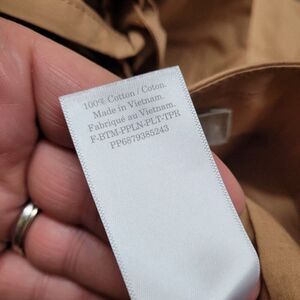 100% Cotton / Coton.
Made in Vietnam.
Fabriqué au Vietnam.
F-BTM-PPLN-PLT-TPR
PP6879385243